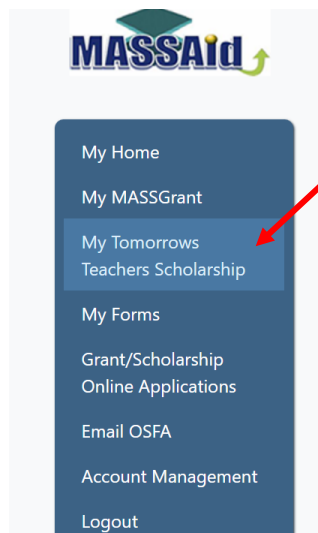 MASSAid
My Home
My MASSGrant
My Tomorrows
Teachers Scholarship
My Forms
Grant/Scholarship
Online Applications
Email OSFA
Account Management
Logout